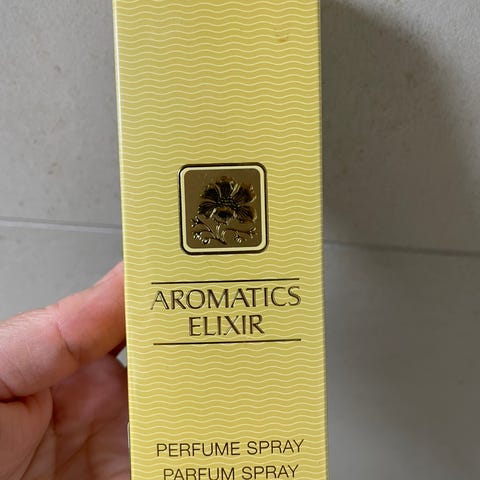 AROMATICS
ELIXIR
PERFUME SPRAY
PARFUM SPRAY